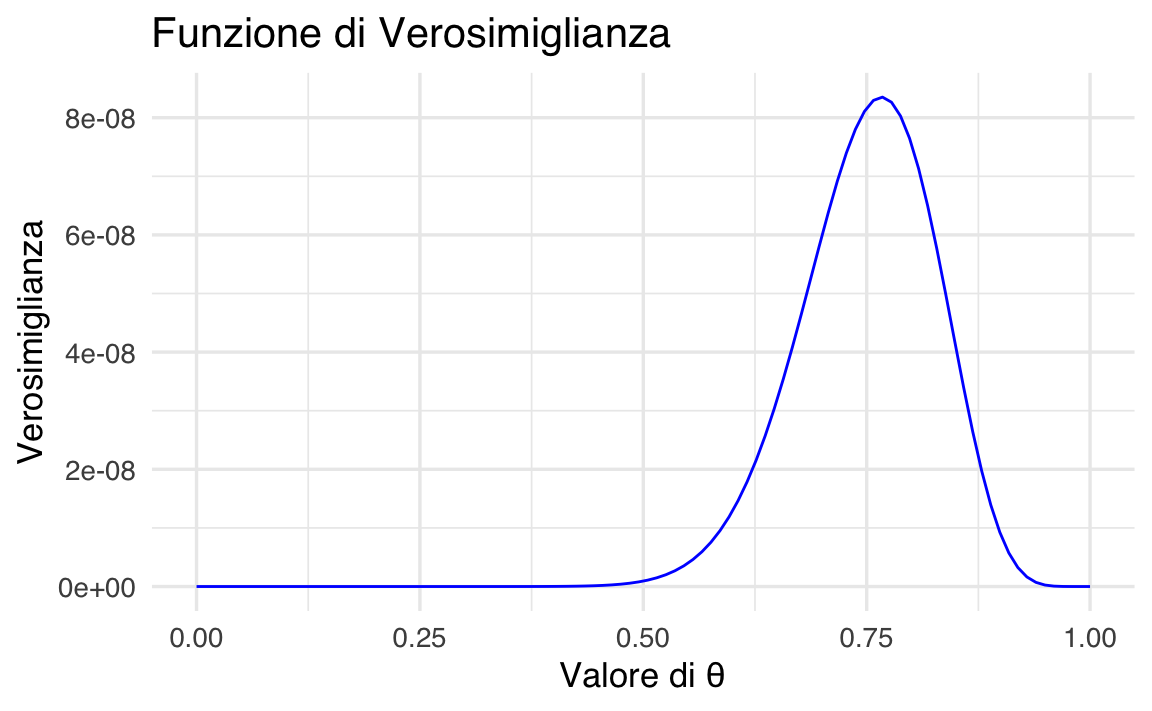 Funzione di Verosimiglianza
Verosimiglianza
8e-08
6e-08
4e-08
2e-08
0e+00
0.00 0.25 0.50 0.75 1.00
Valore di θ